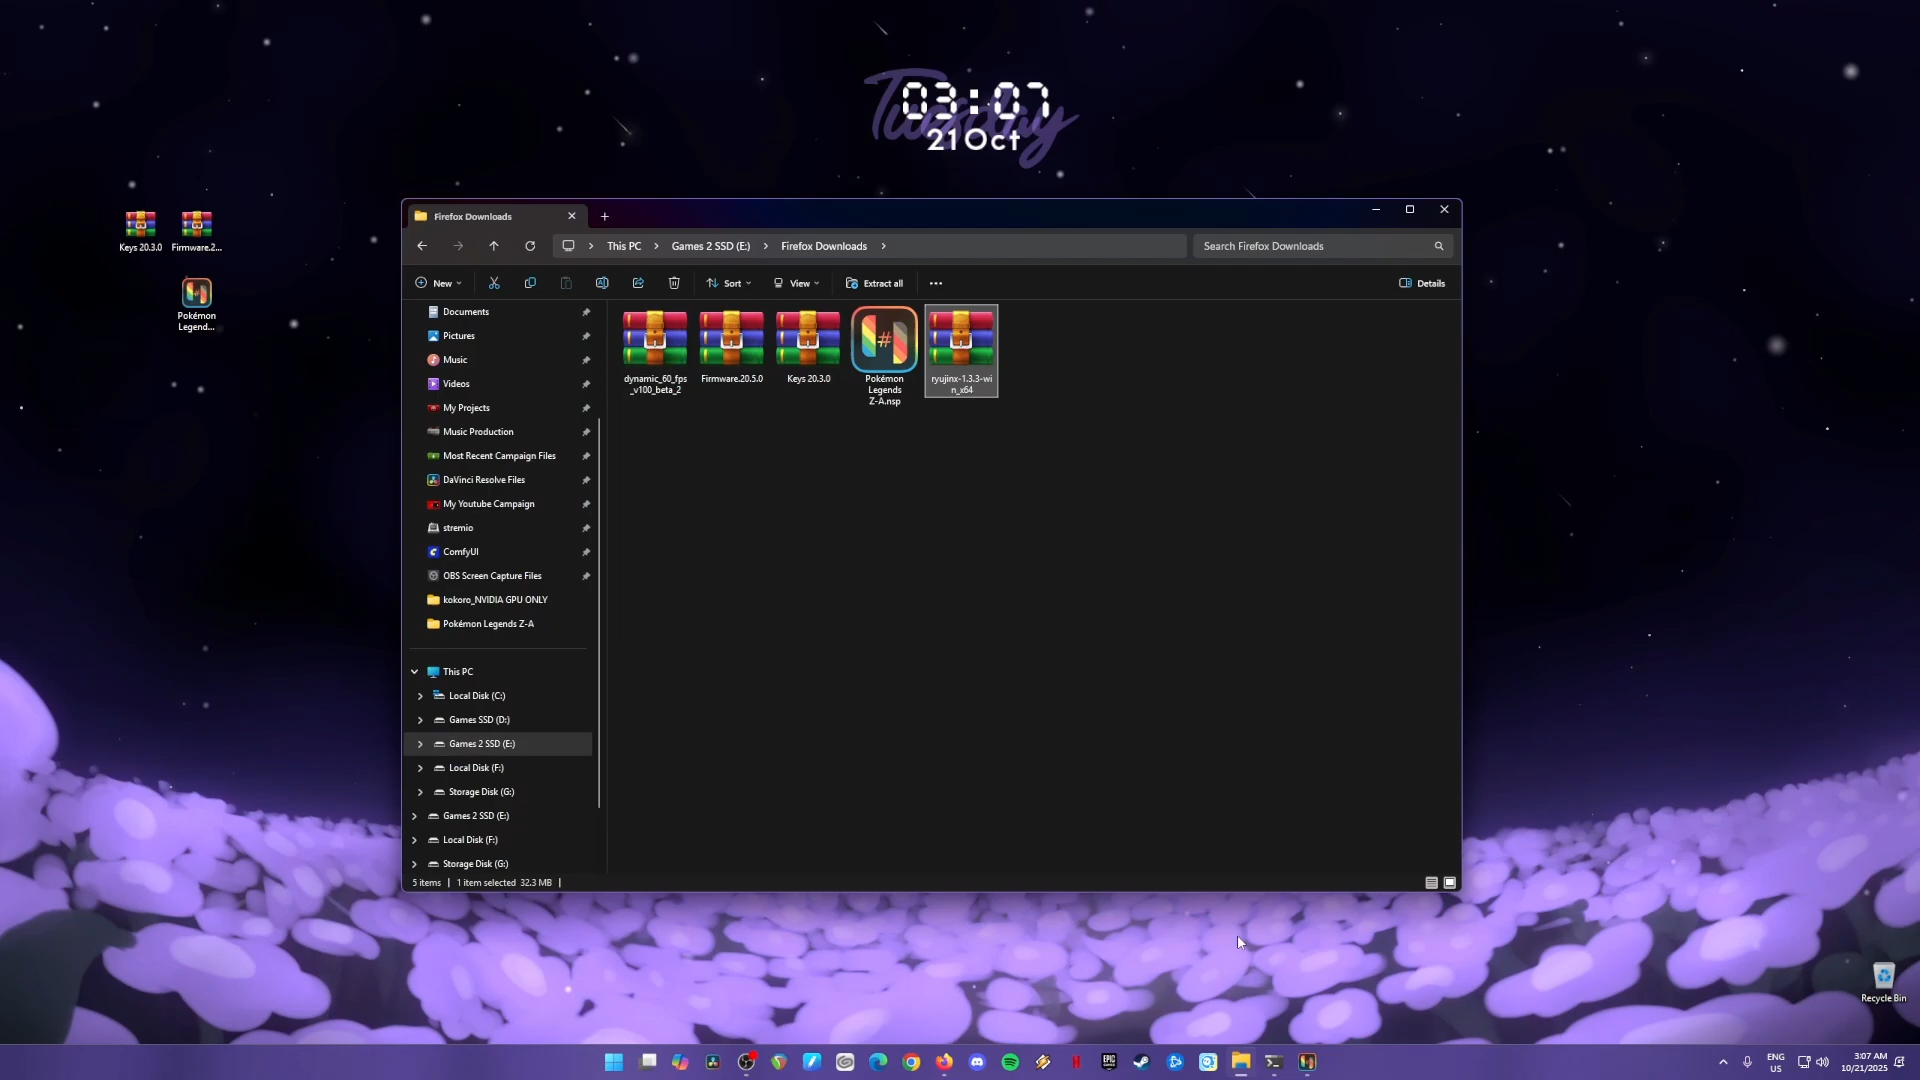 Tuesday
03:07
21Oct
Keys 20.3.0
Firmware.2...
Pokémon
Legend...
Firefox Downloads
This PC
Games 2 SSD (E:)
Firefox Downloads
Search Firefox Downloads
New
Sort
View
Extract all
Details
Documents
Pictures
Music
Videos
My Projects
Music Production
Most Recent Campaign Files
DaVinci Resolve Files
My Youtube Campaign
stremio
ComfyUI
OBS Screen Capture Files
kokoro_NVIDIA GPU ONLY
Pokémon Legends Z-A
This PC
Local Disk (C:)
Games SSD (D:)
Games 2 SSD (E:)
Local Disk (F:)
Storage Disk (G:)
Games 2 SSD (E:)
Local Disk (F:)
Storage Disk (G:)
dynamic_60_fps
_v100_beta_2
Firmware.20.5.0
Keys 20.3.0
Pokémon
Legends
Z-A.nsp
ryujinx-1.3.3-wi
n_x64
5 items
1 item selected 32.3 MB
Recycle Bin
ENG
US
3:07 AM
10/21/2025